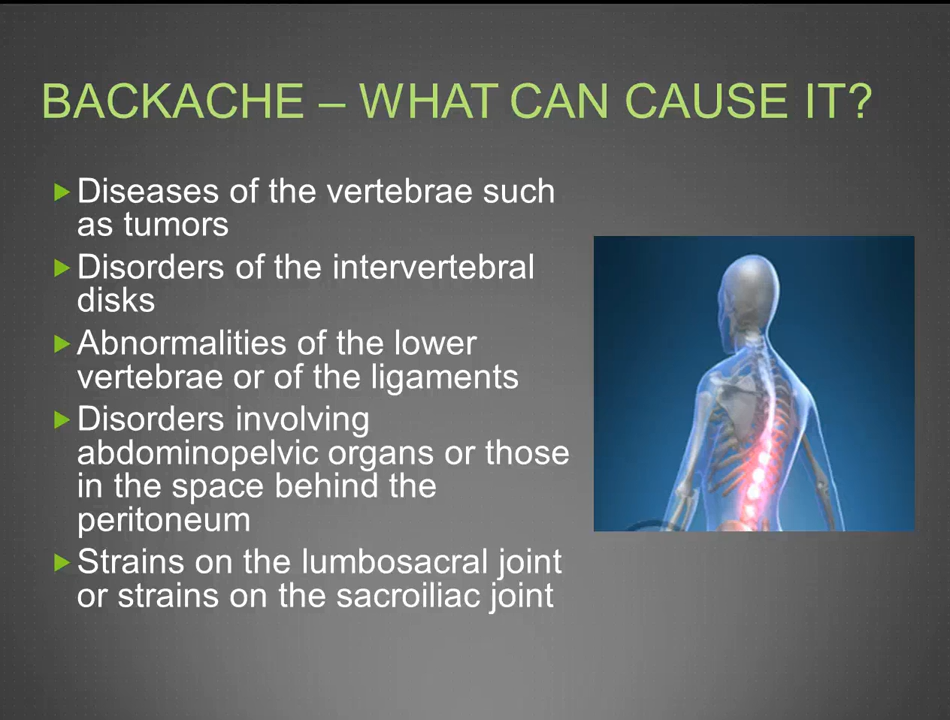 BACKACHE – WHAT CAN CAUSE IT?
Diseases of the vertebrae such
as tumors
Disorders of the intervertebral
disks
Abnormalities of the lower
vertebrae or of the ligaments
Disorders involving
abdominopelvic organs or those
in the space behind the
peritoneum
Strains on the lumbosacral joint
or strains on the sacroiliac joint